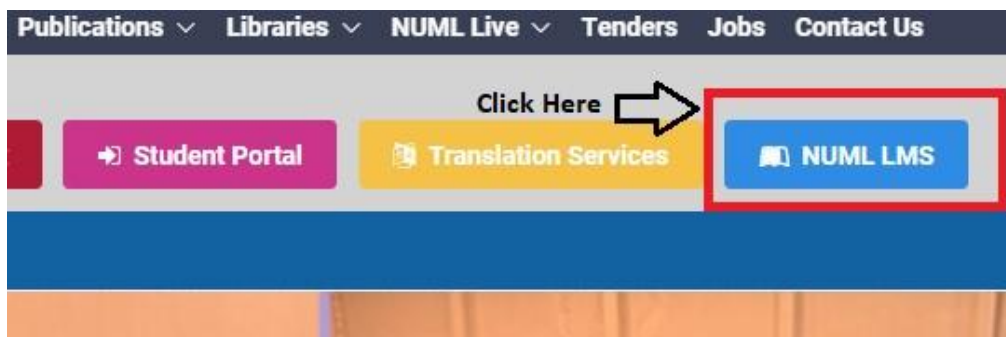 Publications Libraries NUML Live Tenders Jobs Contact Us
Click Here
Student Portal Translation Services NUML LMS